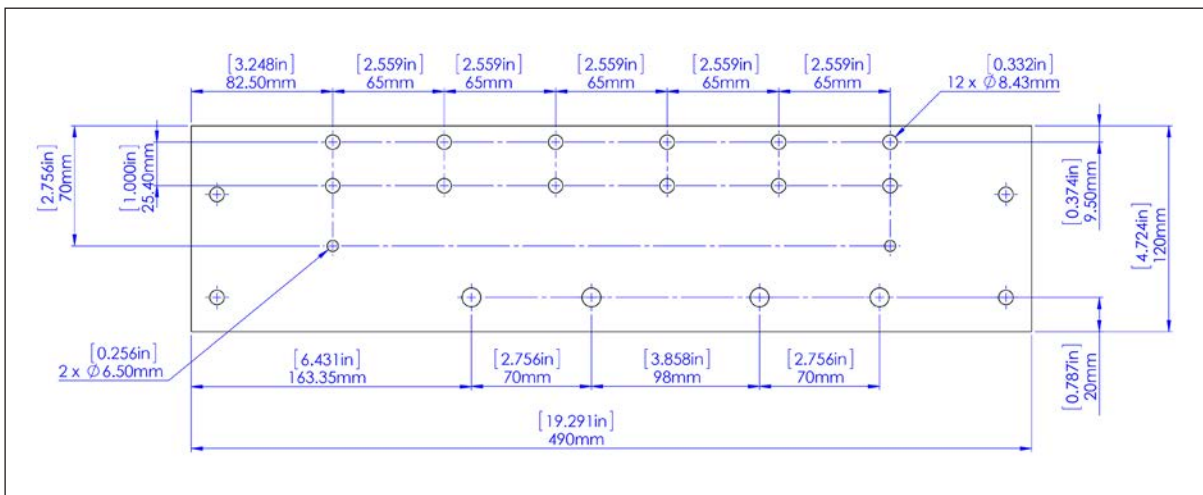 [3.248in]
82.50mm
[2.559in]
65mm
[2.559in]
65mm
[2.559in]
65mm
[2.559in]
65mm
[2.559in]
65mm
[0.332in]
12 x ∅8.43mm
[2.756in]
70mm
[1.000in]
25.40mm
[0.374in]
9.50mm
[4.724in]
120mm
[0.256in]
2 x ∅6.50mm
[6.431in]
163.35mm
[2.756in]
70mm
[3.858in]
98mm
[2.756in]
70mm
[0.787in]
20mm
[19.291in]
490mm